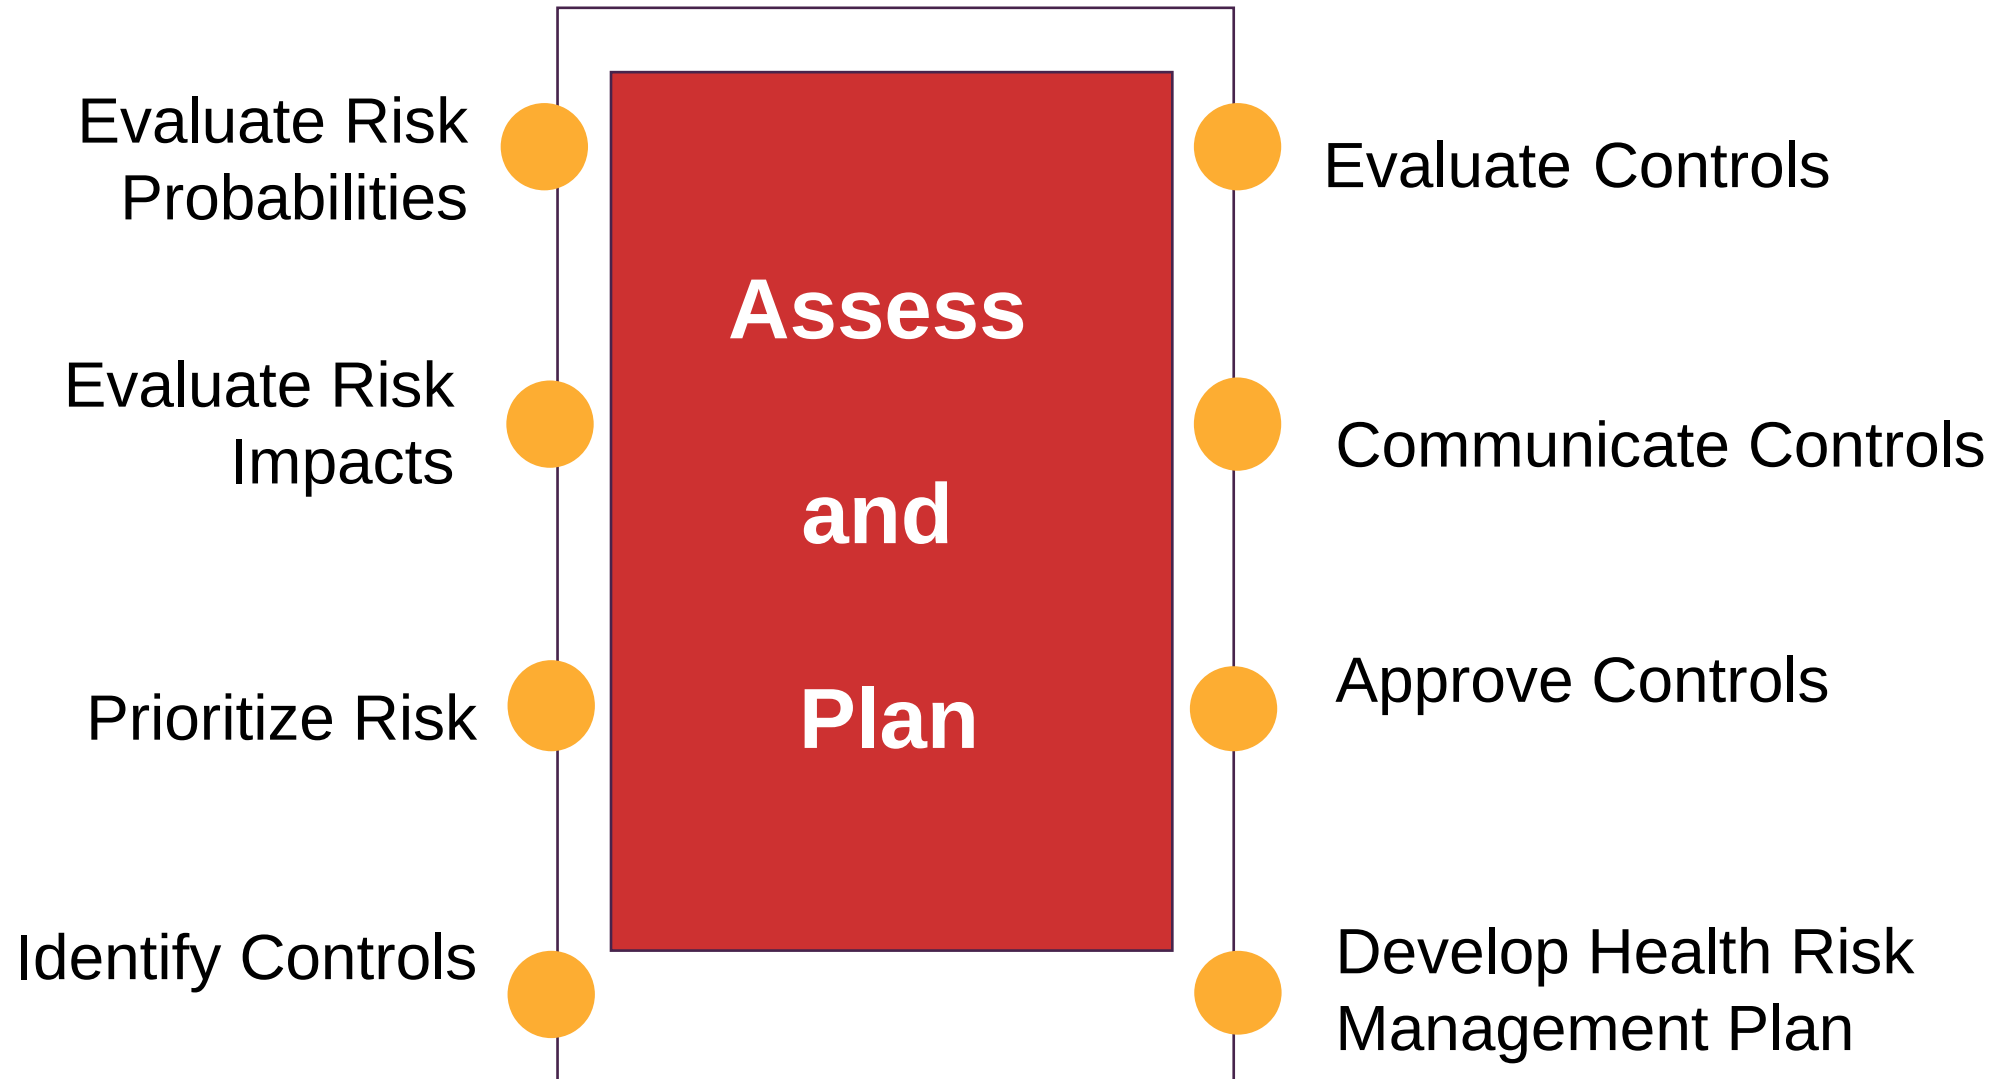 Evaluate Risk
Probabilities
Evaluate Risk
Impacts
Prioritize Risk
Identify Controls
Assess
and
Plan
Evaluate Controls
Communicate Controls
Approve Controls
Develop Health Risk
Management Plan